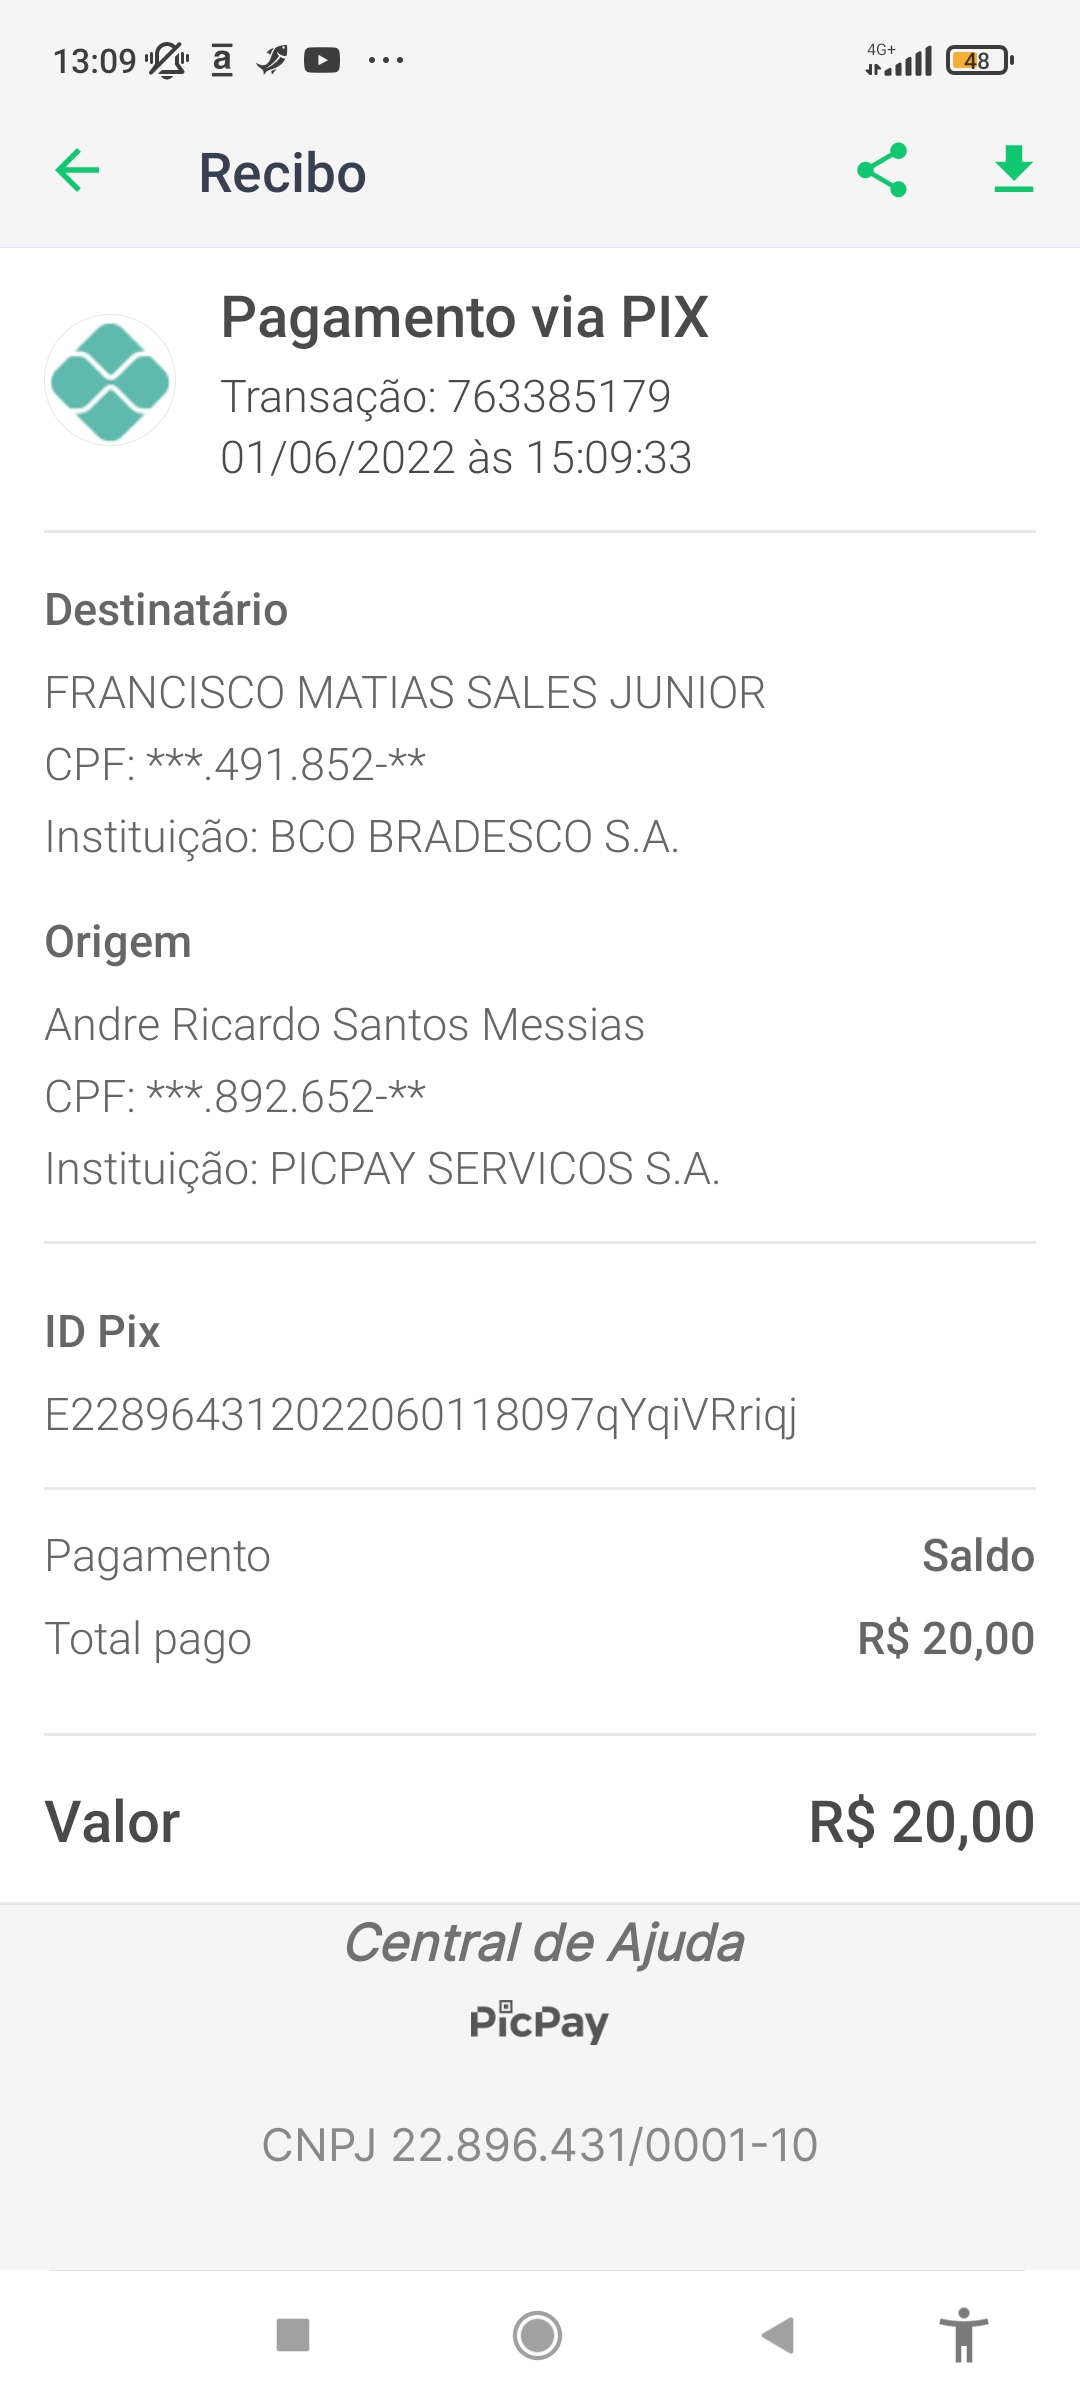 13:09 a 4G+ 48
Recibo
Pagamento via PIX
Transação: 763385179
01/06/2022 às 15:09:33
Destinatário
FRANCISCO MATIAS SALES JUNIOR
CPF: ***.491.852-**
Instituição: BCO BRADESCO S.A.
Origem
Andre Ricardo Santos Messias
CPF: ***.892.652-**
Instituição: PICPAY SERVICOS S.A.
ID Pix
E22896431202206011809​7qYqiVRriqj
Pagamento Saldo
Total pago R$ 20,00
Valor R$ 20,00
Central de Ajuda
PicPay
CNPJ 22.896.431/0001-10